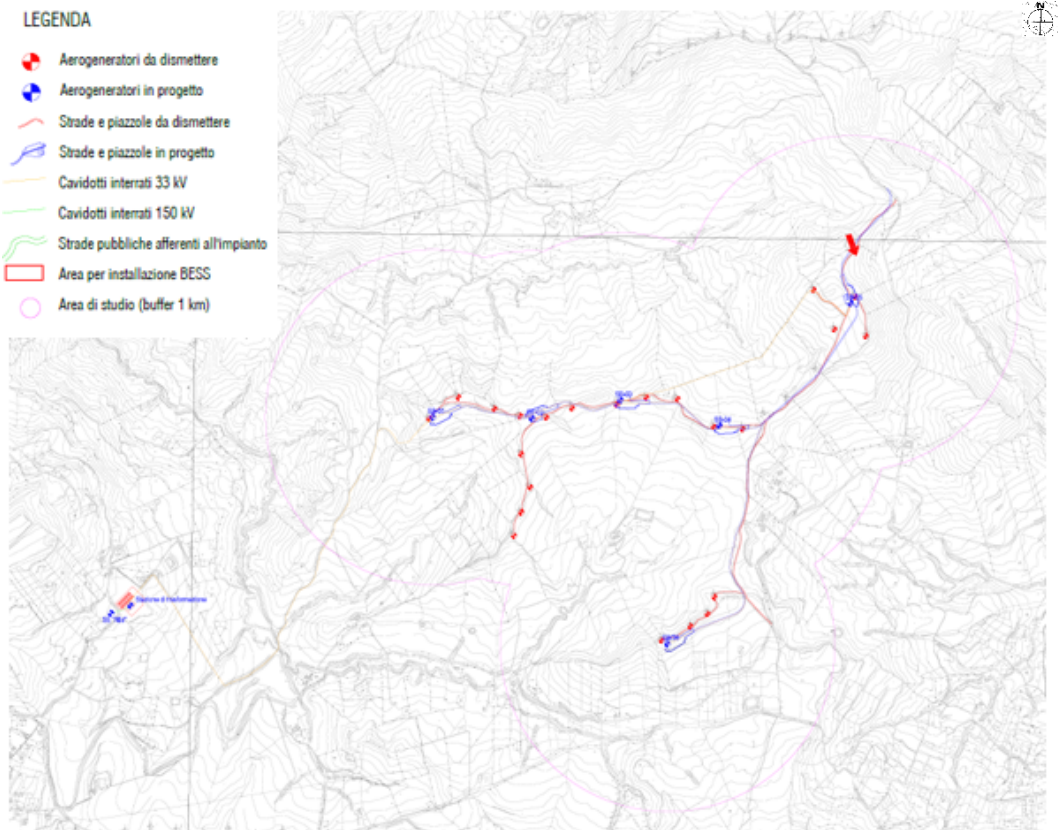 LEGENDA
N
Aerogeneratori da dismettere
Aerogeneratori in progetto
Strade e piazzole da dismettere
Strade e piazzole in progetto
Cavidotti interrati 33 kV
Cavidotti interrati 150 kV
Strade pubbliche afferenti all'impianto
Area per installazione BESS
Area di studio (buffer 1 km)